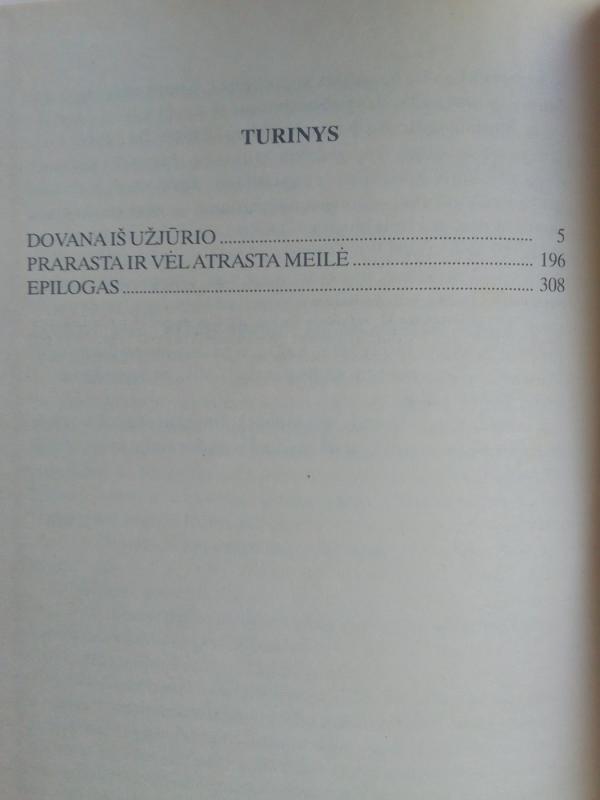 TURINYS
DOVANA IŠ UŽJŪRIO ........................................................ 5
PRARASTA IR VĖL ATRASTA MEILĖ ................................ 196
EPILOGAS .......................................................................... 308